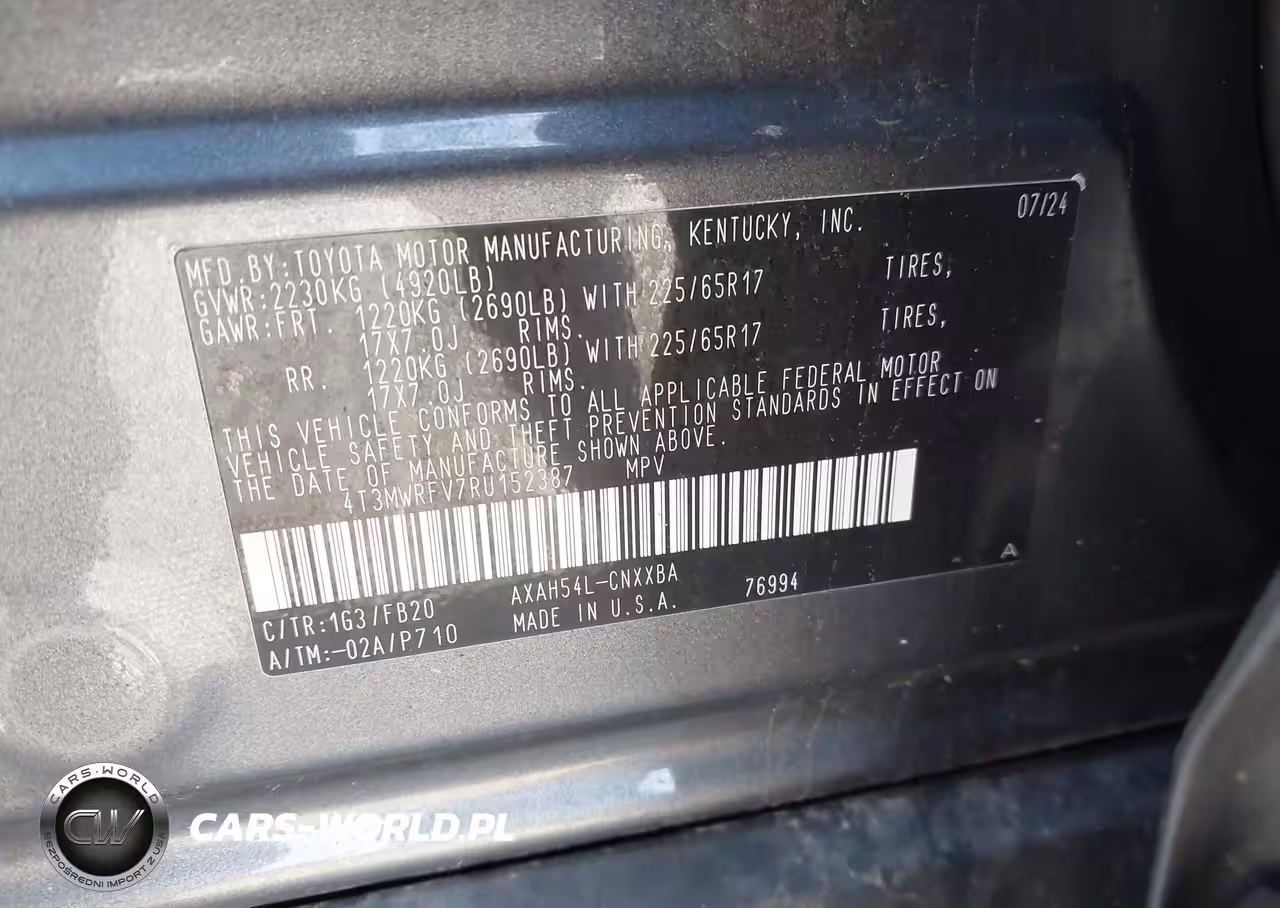 07/24
MFD.BY:TOYOTA MOTOR MANUFACTURING, KENTUCKY, INC.
GVWR:2230KG (4920LB)
GAWR:FRT. 1220KG (2690LB) WITH 225/65R17 TIRES,
17X7.0J RIMS.
RR. 1220KG (2690LB) WITH 225/65R17 TIRES,
17X7.0J RIMS.
THIS VEHICLE CONFORMS TO ALL APPLICABLE FEDERAL MOTOR
VEHICLE SAFETY AND THEFT PREVENTION STANDARDS IN EFFECT ON
THE DATE OF MANUFACTURE SHOWN ABOVE.
4T3MWRFV7RU152387 MPV
A
C/TR:1G3/FB20 AXAH54L-CNXXBA 76994
A/TM:-02A/P710 MADE IN U.S.A.
CARS-WORLD
CW
BEZPOŚREDNI IMPORT Z USA
CARS-WORLD.PL